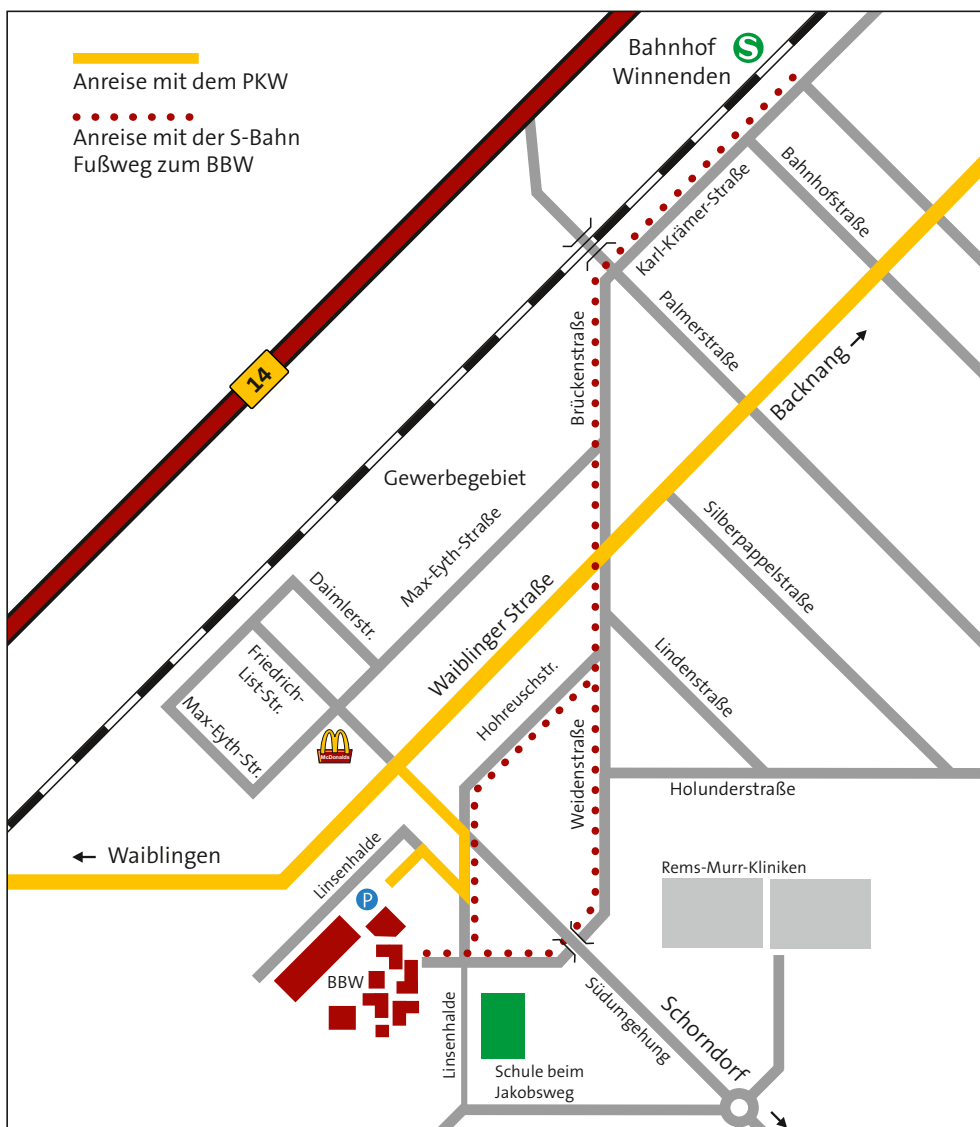 Anreise mit dem PKW
Anreise mit der S-Bahn
Fußweg zum BBW
Bahnhof
Winnenden
S
Bahnhofstraße
Karl-Krämer-Straße
Palmerstraße
Brückenstraße
Backnang
14
Gewerbegebiet
Max-Eyth-Straße
Silberpappelstraße
Daimlerstr.
Waiblinger Straße
Friedrich-
List-Str.
Lindenstraße
Hohreuschstr.
Max-Eyth-Str.
McDonalds
Weidenstraße
Holunderstraße
Waiblingen
Linsenhalde
Rems-Murr-Kliniken
P
BBW
Südumgehung
Schorndorf
Linsenhalde
Schule beim
Jakobsweg